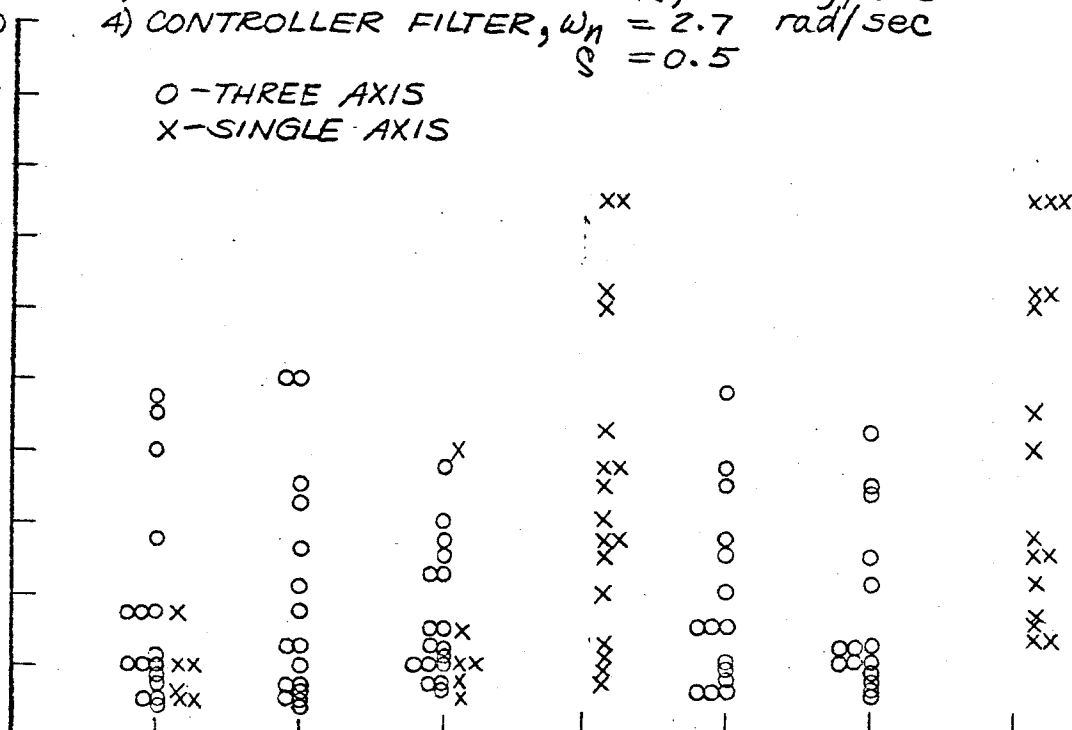 4) CONTROLLER FILTER, ωn = 2.7 rad/sec
ζ = 0.5
O - THREE AXIS
X - SINGLE AXIS